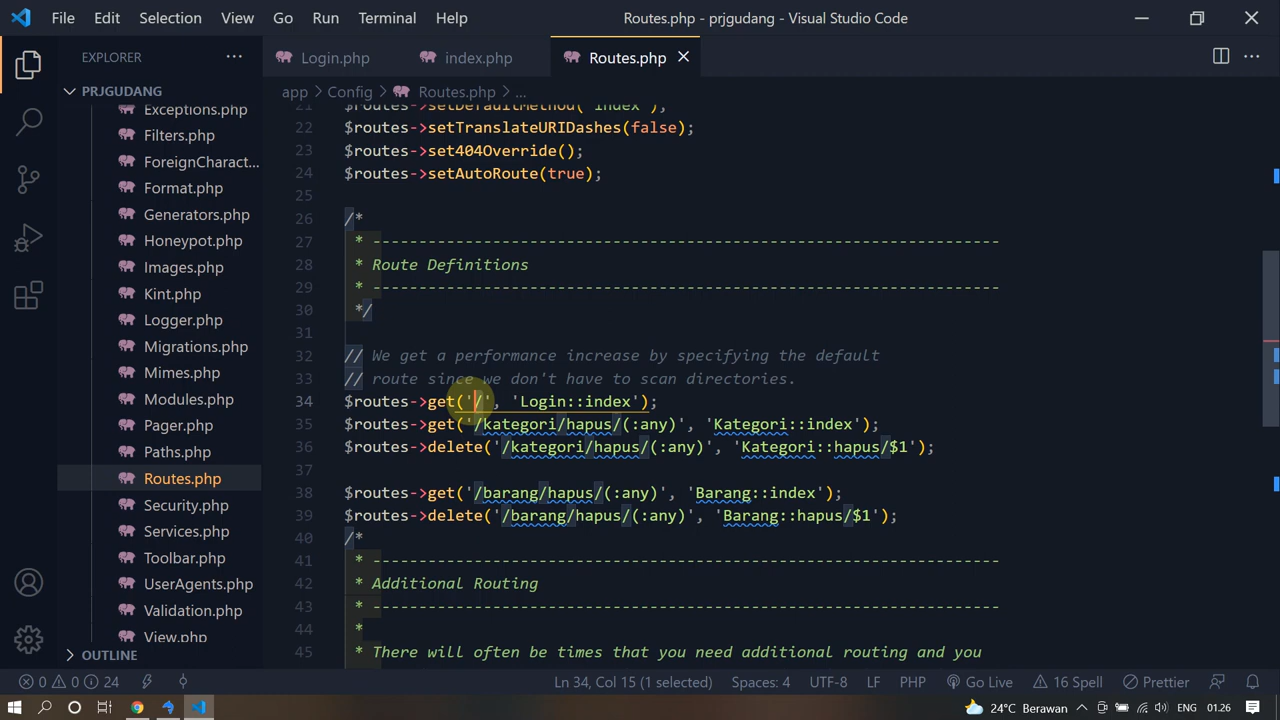 File Edit Selection View Go Run Terminal Help
Routes.php - prjgudang - Visual Studio Code
EXPLORER
Login.php index.php Routes.php
PRJGUDANG
app Config Routes.php ...
Exceptions.php
Filters.php
ForeignCharact...
Format.php
Generators.php
Honeypot.php
Images.php
Kint.php
Logger.php
Migrations.php
Mimes.php
Modules.php
Pager.php
Paths.php
Routes.php
Security.php
Services.php
Toolbar.php
UserAgents.php
Validation.php
View.php
OUTLINE
21 $routes->setDefaultMethod('index');
22 $routes->setTranslateURIDashes(false);
23 $routes->set404Override();
24 $routes->setAutoRoute(true);
25
26 /*
27 * --------------------------------------------------------------------
28 * Route Definitions
29 * --------------------------------------------------------------------
30 */
31
32 // We get a performance increase by specifying the default
33 // route since we don't have to scan directories.
34 $routes->get('/', 'Login::index');
35 $routes->get('/kategori/hapus/(:any)', 'Kategori::index');
36 $routes->delete('/kategori/hapus/(:any)', 'Kategori::hapus/$1');
37
38 $routes->get('/barang/hapus/(:any)', 'Barang::index');
39 $routes->delete('/barang/hapus/(:any)', 'Barang::hapus/$1');
40 /*
41 * --------------------------------------------------------------------
42 * Additional Routing
43 * --------------------------------------------------------------------
44 *
45 * There will often be times that you need additional routing and you
0 0 24
Ln 34, Col 15 (1 selected) Spaces: 4 UTF-8 LF PHP Go Live 16 Spell Prettier
24°C Berawan ENG 01.26